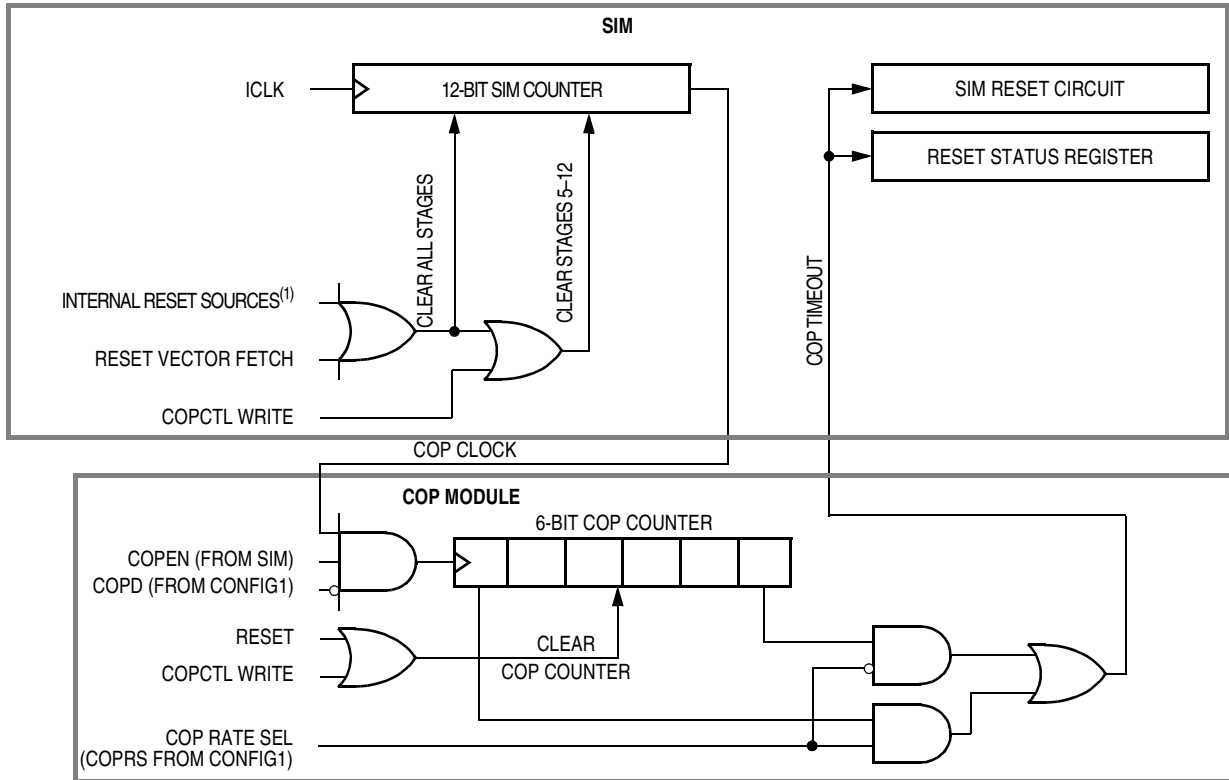 SIM
ICLK
12-BIT SIM COUNTER
SIM RESET CIRCUIT
RESET STATUS REGISTER
CLEAR ALL STAGES
CLEAR STAGES 5–12
COP TIMEOUT
INTERNAL RESET SOURCES(1)
RESET VECTOR FETCH
COPCTL WRITE
COP CLOCK
COP MODULE
6-BIT COP COUNTER
COPEN (FROM SIM)
COPD (FROM CONFIG1)
RESET
CLEAR
COPCTL WRITE
COP COUNTER
COP RATE SEL
(COPRS FROM CONFIG1)